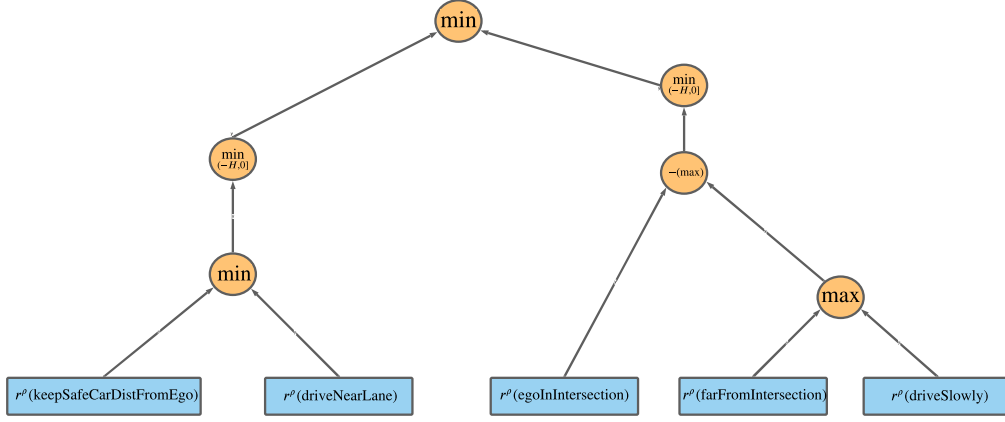 min
min
(−H,0]
min
(−H,0]
−(max)
min
max
r^ρ(keepSafeCarDistFromEgo)
r^ρ(driveNearLane)
r^ρ(egoInIntersection)
r^ρ(farFromIntersection)
r^ρ(driveSlowly)